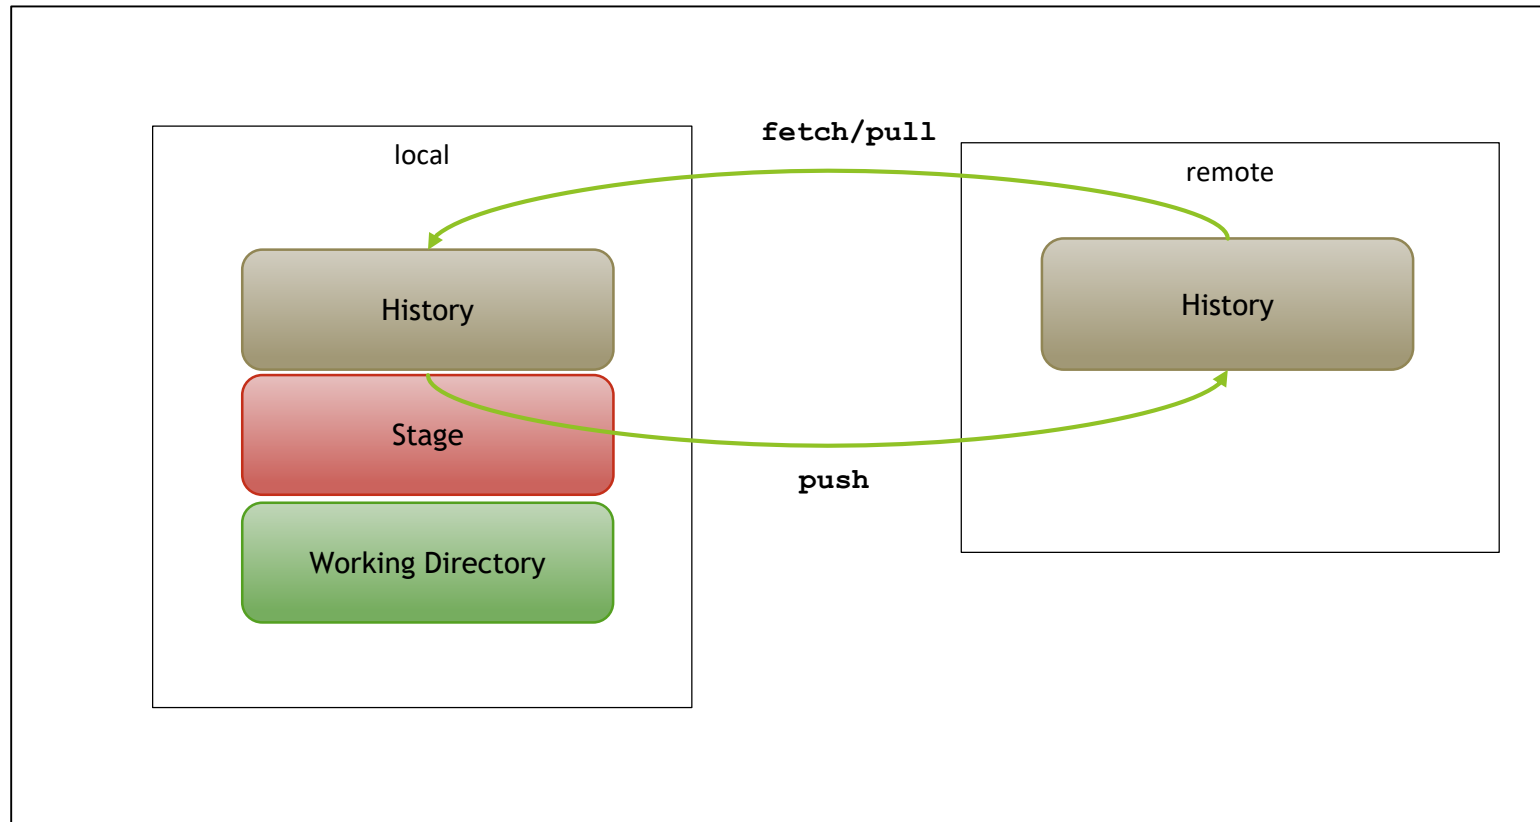 fetch/pull
local
remote
History
History
Stage
push
Working Directory